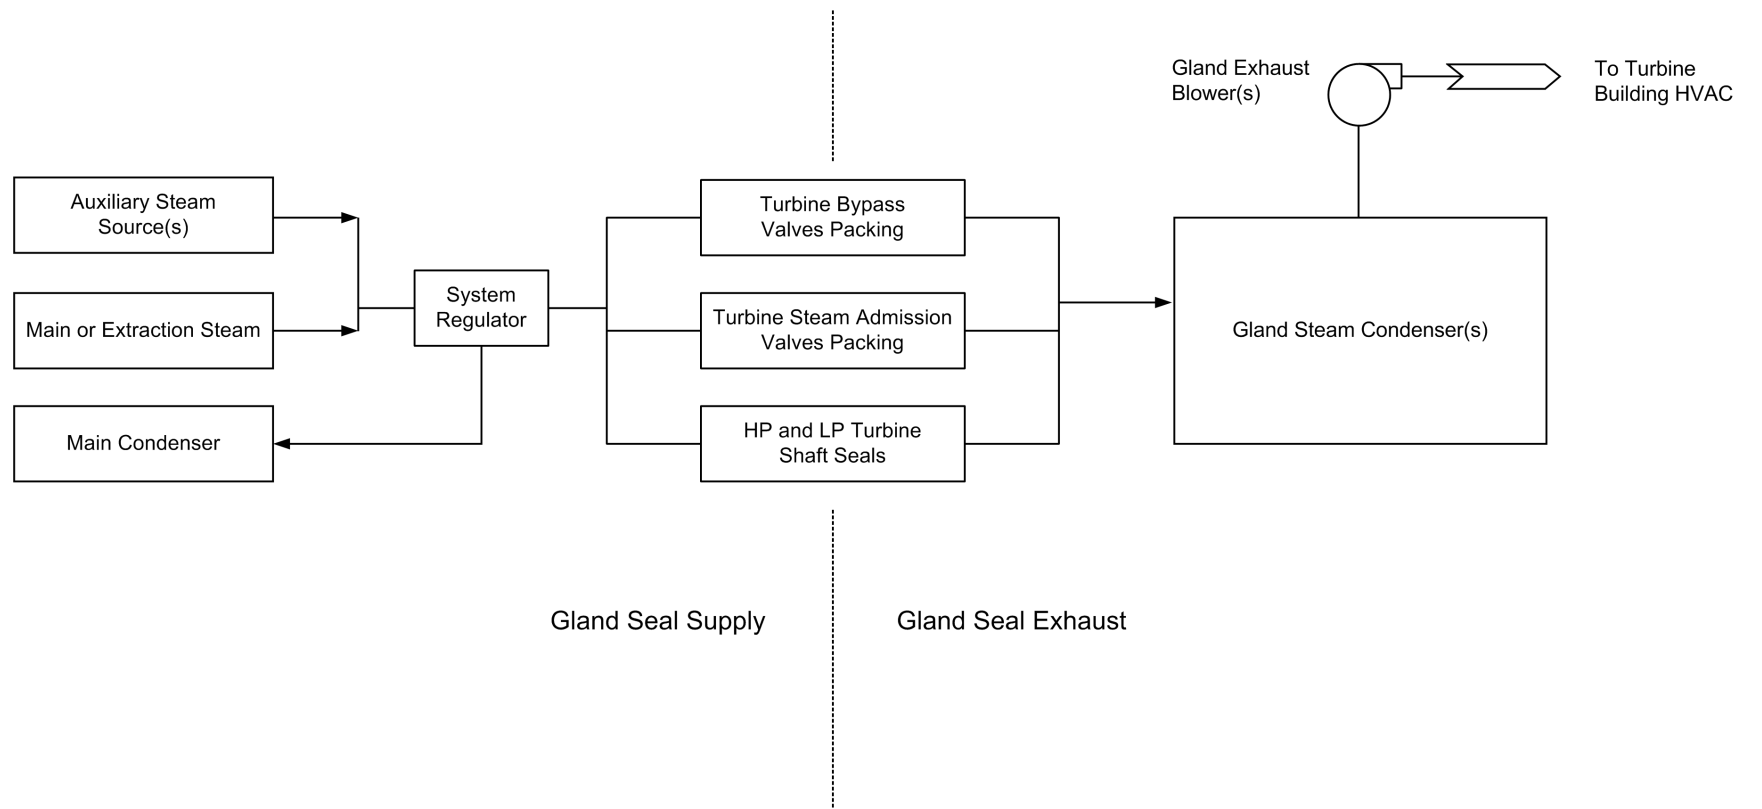 Gland Exhaust
Blower(s)
To Turbine
Building HVAC
Auxiliary Steam
Source(s)
Main or Extraction Steam
Main Condenser
System
Regulator
Turbine Bypass
Valves Packing
Turbine Steam Admission
Valves Packing
HP and LP Turbine
Shaft Seals
Gland Steam Condenser(s)
Gland Seal Supply
Gland Seal Exhaust